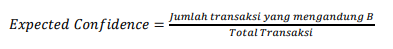 Expected Confidence = Jumlah transaksi yang mengandung B / Total Transaksi